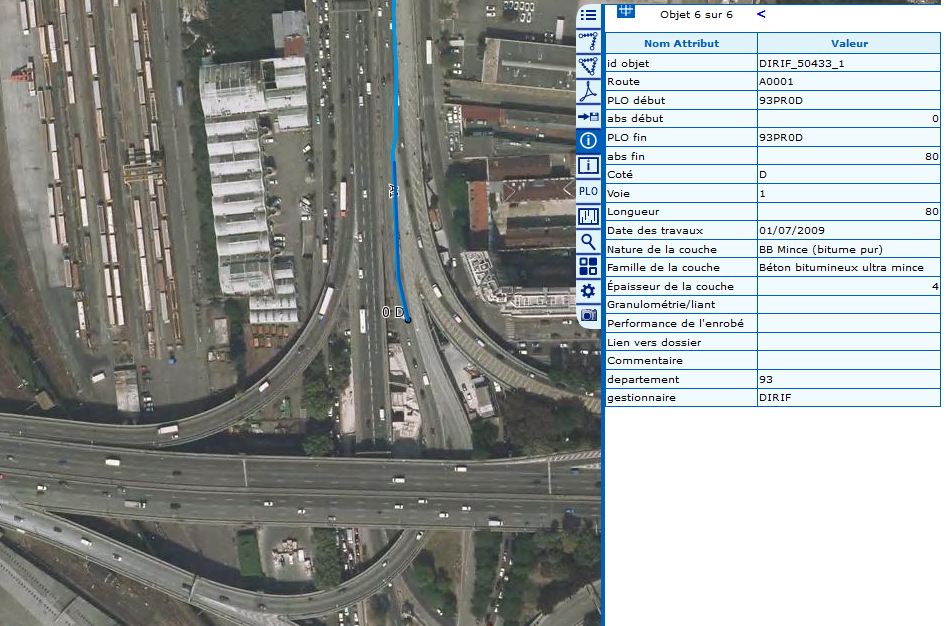 Objet 6 sur 6 <
Nom Attribut Valeur
id objet DIRIF_50433_1
Route A0001
PLO début 93PR0D
abs début 0
PLO fin 93PR0D
abs fin 80
Coté D
Voie 1
Longueur 80
Date des travaux 01/07/2009
Nature de la couche BB Mince (bitume pur)
Famille de la couche Béton bitumineux ultra mince
Épaisseur de la couche 4
Granulométrie/liant
Performance de l'enrobé
Lien vers dossier
Commentaire
departement 93
gestionnaire DIRIF
PLO
0 D